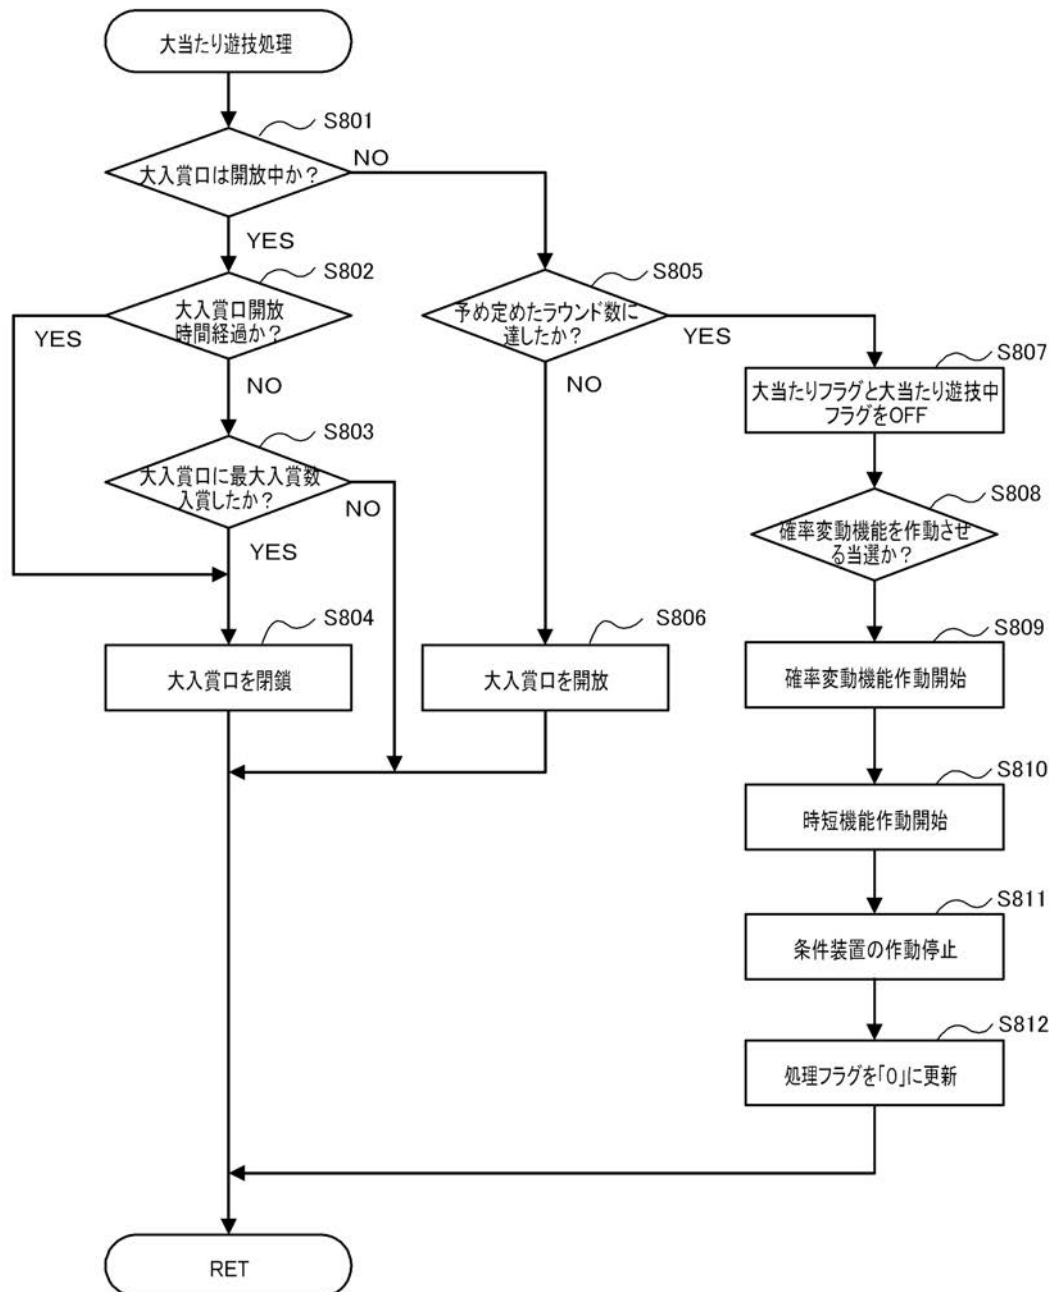 大当たり遊技処理
S801
大入賞口は開放中か？
NO
YES
S802
大入賞口開放
時間経過か？
YES
NO
S805
予め定めたラウンド数に
達したか？
YES
NO
S803
大入賞口に最大入賞数
入賞したか？
NO
YES
S807
大当たりフラグと大当たり遊技中
フラグをOFF
S808
確率変動機能を作動させ
る当選か？
S804
大入賞口を閉鎖
S806
大入賞口を開放
S809
確率変動機能作動開始
S810
時短機能作動開始
S811
条件装置の作動停止
S812
処理フラグを「0」に更新
RET